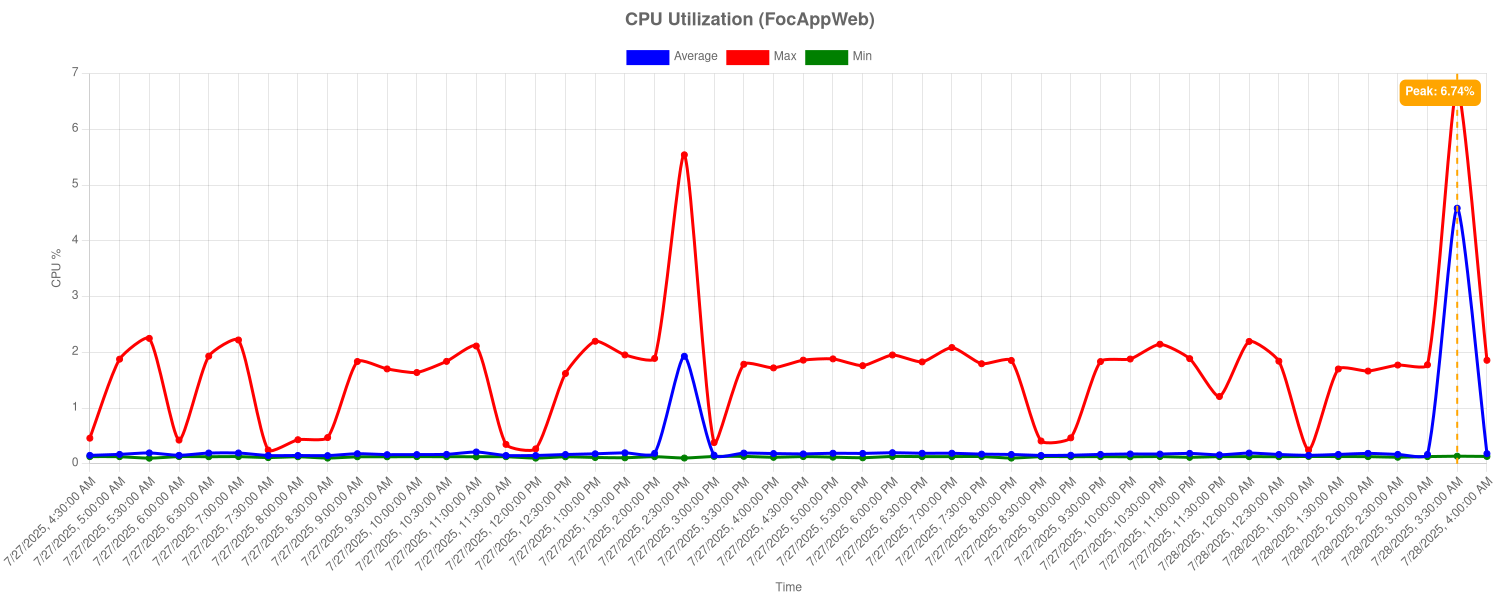 CPU Utilization (FocAppWeb)
Average Max Min
7
Peak: 6.74%
6
5
4
3
2
1
0
CPU %
7/27/2025, 4:30:00 AM
7/27/2025, 5:00:00 AM
7/27/2025, 5:30:00 AM
7/27/2025, 6:00:00 AM
7/27/2025, 6:30:00 AM
7/27/2025, 7:00:00 AM
7/27/2025, 7:30:00 AM
7/27/2025, 8:00:00 AM
7/27/2025, 8:30:00 AM
7/27/2025, 9:00:00 AM
7/27/2025, 9:30:00 AM
7/27/2025, 10:00:00 AM
7/27/2025, 10:30:00 AM
7/27/2025, 11:00:00 AM
7/27/2025, 11:30:00 AM
7/27/2025, 12:00:00 PM
7/27/2025, 12:30:00 PM
7/27/2025, 1:00:00 PM
7/27/2025, 1:30:00 PM
7/27/2025, 2:00:00 PM
7/27/2025, 2:30:00 PM
7/27/2025, 3:00:00 PM
7/27/2025, 3:30:00 PM
7/27/2025, 4:00:00 PM
7/27/2025, 4:30:00 PM
7/27/2025, 5:00:00 PM
7/27/2025, 5:30:00 PM
7/27/2025, 6:00:00 PM
7/27/2025, 6:30:00 PM
7/27/2025, 7:00:00 PM
7/27/2025, 7:30:00 PM
7/27/2025, 8:00:00 PM
7/27/2025, 8:30:00 PM
7/27/2025, 9:00:00 PM
7/27/2025, 9:30:00 PM
7/27/2025, 10:00:00 PM
7/27/2025, 10:30:00 PM
7/27/2025, 11:00:00 PM
7/27/2025, 11:30:00 PM
7/28/2025, 12:00:00 AM
7/28/2025, 12:30:00 AM
7/28/2025, 1:00:00 AM
7/28/2025, 1:30:00 AM
7/28/2025, 2:00:00 AM
7/28/2025, 2:30:00 AM
7/28/2025, 3:00:00 AM
7/28/2025, 3:30:00 AM
7/28/2025, 4:00:00 AM
Time